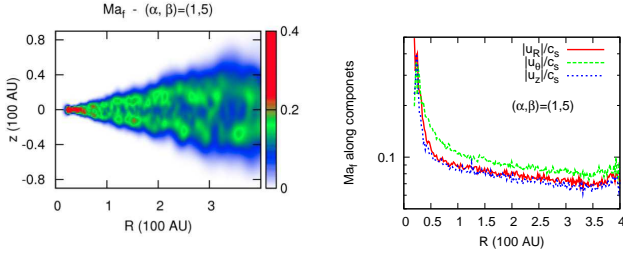 Ma_f - (α, β)=(1,5)
z (100 AU)
0.8
0.4
0
-0.4
-0.8
0 1 2 3
R (100 AU)
0.4
0.2
0
Ma_f along componets
0.1
|u_R|/c_s
|u_θ|/c_s
|u_z|/c_s
(α,β)=(1,5)
0 0.5 1 1.5 2 2.5 3 3.5 4
R (100 AU)